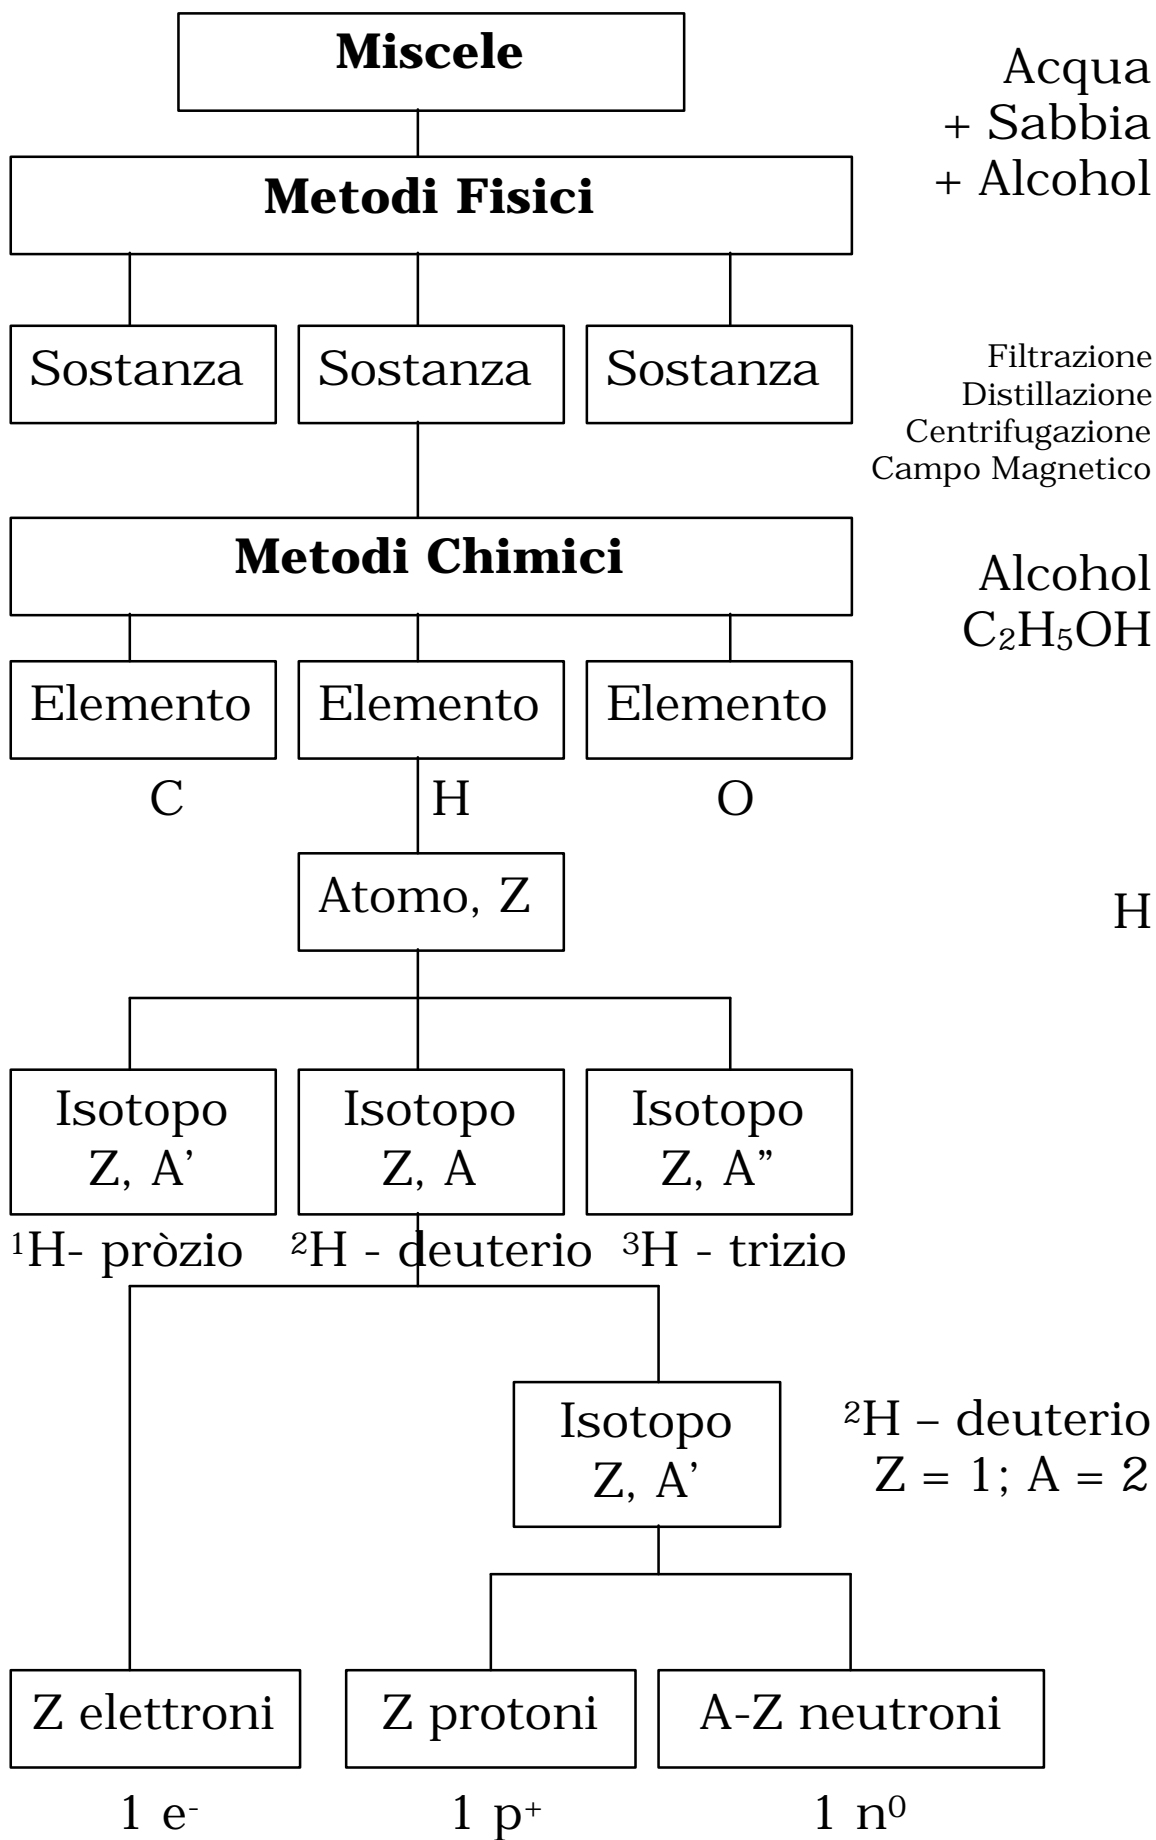 Miscele
Acqua
+ Sabbia
+ Alcohol
Metodi Fisici
Sostanza
Sostanza
Sostanza
Filtrazione
Distillazione
Centrifugazione
Campo Magnetico
Metodi Chimici
Alcohol
C₂H₅OH
Elemento
Elemento
Elemento
C
H
O
Atomo, Z
H
Isotopo
Z, A’
Isotopo
Z, A
Isotopo
Z, A”
¹H- pròzio
²H - deuterio
³H - trizio
Isotopo
Z, A’
²H – deuterio
Z = 1; A = 2
Z elettroni
Z protoni
A-Z neutroni
1 e⁻
1 p⁺
1 n⁰